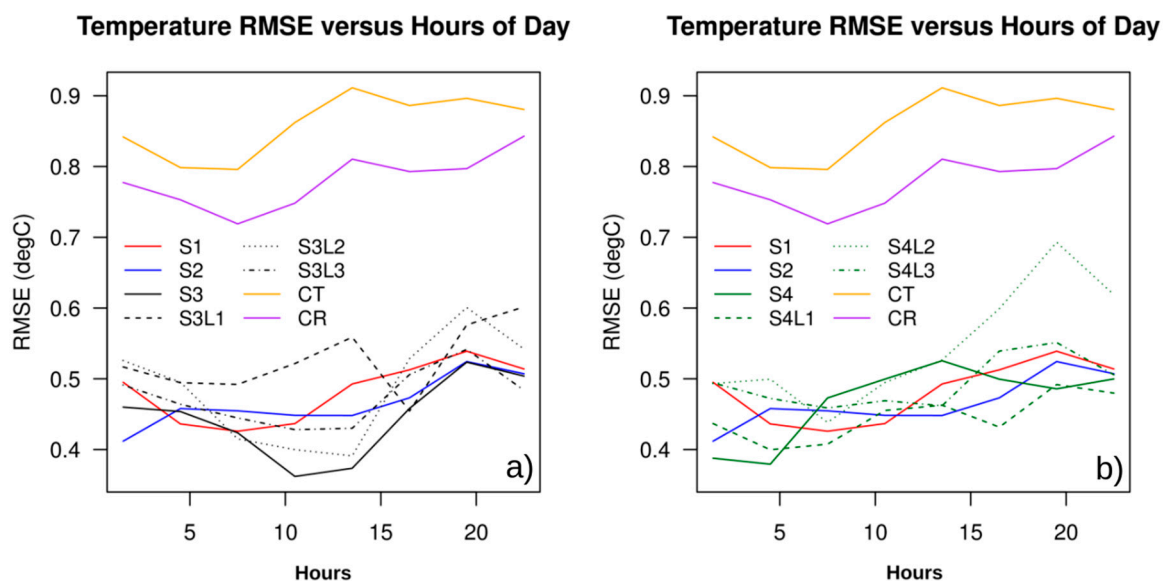 Temperature RMSE versus Hours of Day
RMSE (degC)
0.9
0.8
0.7
0.6
0.5
0.4
S1
S2
S3
S3L1
S3L2
S3L3
CT
CR
a)
5 10 15 20
Hours
Temperature RMSE versus Hours of Day
RMSE (degC)
0.9
0.8
0.7
0.6
0.5
0.4
S1
S2
S4
S4L1
S4L2
S4L3
CT
CR
b)
5 10 15 20
Hours